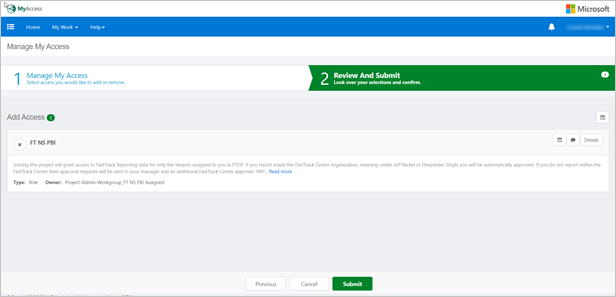 MyAccess
Microsoft
Home
My Work
Help
Manage My Access
1 Manage My Access
Select access you would like to add or remove.
2 Review And Submit
Look over your selections and confirm.
Add Access 1
FT NS PBI
Details
Joining this project will grant access to FastTrack Reporting data for only the tenants assigned to you in FTOP. If you report inside the FastTrack Center organization, meaning under Jeff Nickel or Deepinder Singh, you will be automatically approved. If you do not report within the
FastTrack Center then approval requests will be sent to your manager and an additional FastTrack Center approver. IMP... Read more
Type: Role Owner: Project-Admin-Workgroup_FT NS PBI Assigned
Previous
Cancel
Submit